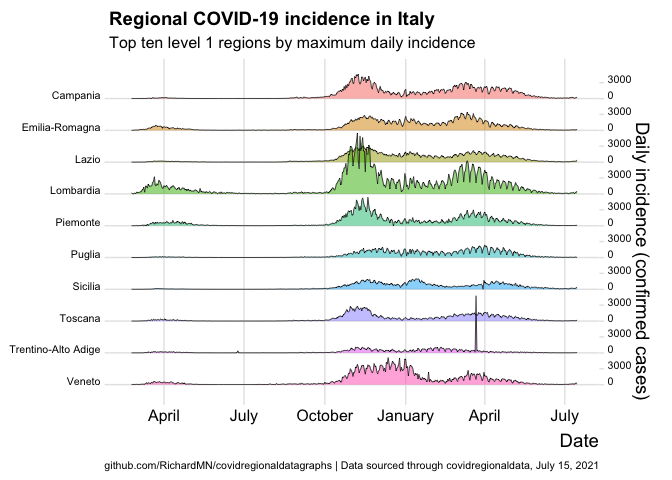 Regional COVID-19 incidence in Italy
Top ten level 1 regions by maximum daily incidence
Campania
3000
0
Emilia-Romagna
3000
0
Lazio
3000
0
Lombardia
3000
0
Piemonte
3000
0
Puglia
3000
0
Sicilia
3000
0
Toscana
3000
0
Trentino-Alto Adige
3000
0
Veneto
3000
0
Daily incidence (confirmed cases)
April July October January April July
Date
github.com/RichardMN/covidregionaldatagraphs | Data sourced through covidregionaldata, July 15, 2021